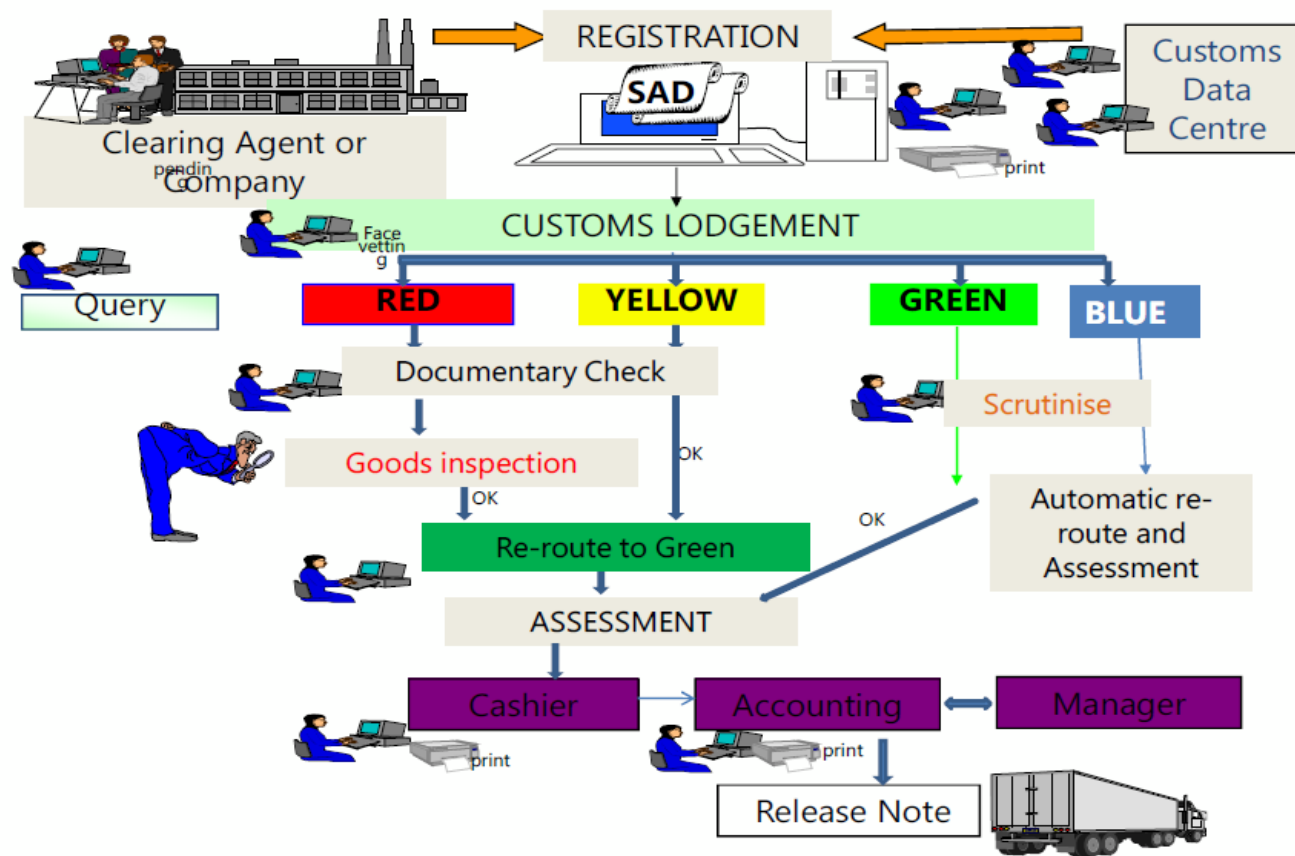 REGISTRATION
SAD
Customs
Data
Centre
Clearing Agent or
Company
pendin
g
print
CUSTOMS LODGEMENT
Face
vettin
g
Query
RED
YELLOW
GREEN
BLUE
Documentary Check
Scrutinise
Goods inspection
OK
OK
OK
Automatic re-
route and
Assessment
Re-route to Green
ASSESSMENT
Cashier
Accounting
Manager
print
print
Release Note